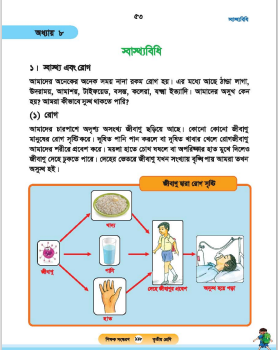 ৫৩
স্বাস্থ্যবিধি
অধ্যায় ৮
স্বাস্থ্যবিধি
১। স্বাস্থ্য এবং রোগ
আমাদের অনেকের অনেক সময় নানা রকম রোগ হয়। এর মধ্যে আছে ঠান্ডা লাগা,
উদরাময়, আমাশয়, টাইফয়েড, বসন্ত, কলেরা, যক্ষ্মা ইত্যাদি। আমাদের অসুখ কেন
হয়? আমরা কীভাবে সুস্থ থাকতে পারি?
(১) রোগ
আমাদের চারপাশে অদৃশ্য অসংখ্য জীবাণু ছড়িয়ে আছে। কোনো কোনো জীবাণু
মানুষের রোগ সৃষ্টি করে। দূষিত পানি পান করলে বা দূষিত খাবার খেলে রোগজীবাণু
আমাদের শরীরে প্রবেশ করে। ময়লা হাতে চোখ ঘষলে বা অপরিষ্কার হাত মুখে দিলেও
জীবাণু দেহে ঢুকতে পারে। দেহের ভেতরে জীবাণু যখন সংখ্যায় বৃদ্ধি পায় আমরা তখন
অসুস্থ হই।
জীবাণু দ্বারা রোগ সৃষ্টি
খাদ্য
জীবাণু
পানি
হাত
দেহে জীবাণুর প্রবেশ
অসুস্থ হয়ে পড়া
শিক্ষক সংস্করণ
তৃতীয় শ্রেণি